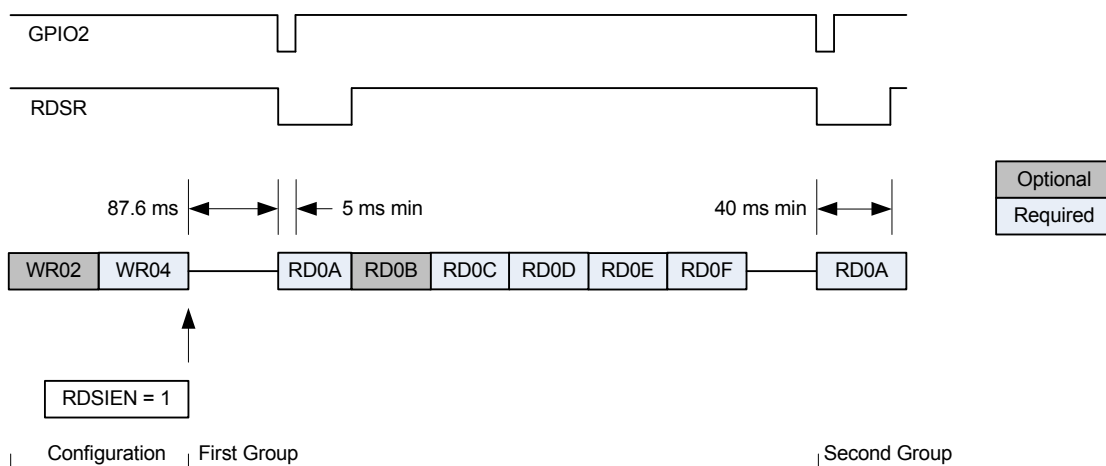 GPIO2
RDSR
87.6 ms
5 ms min
40 ms min
Optional
Required
WR02 WR04 RD0A RD0B RD0C RD0D RD0E RD0F RD0A
RDSIEN = 1
Configuration First Group Second Group